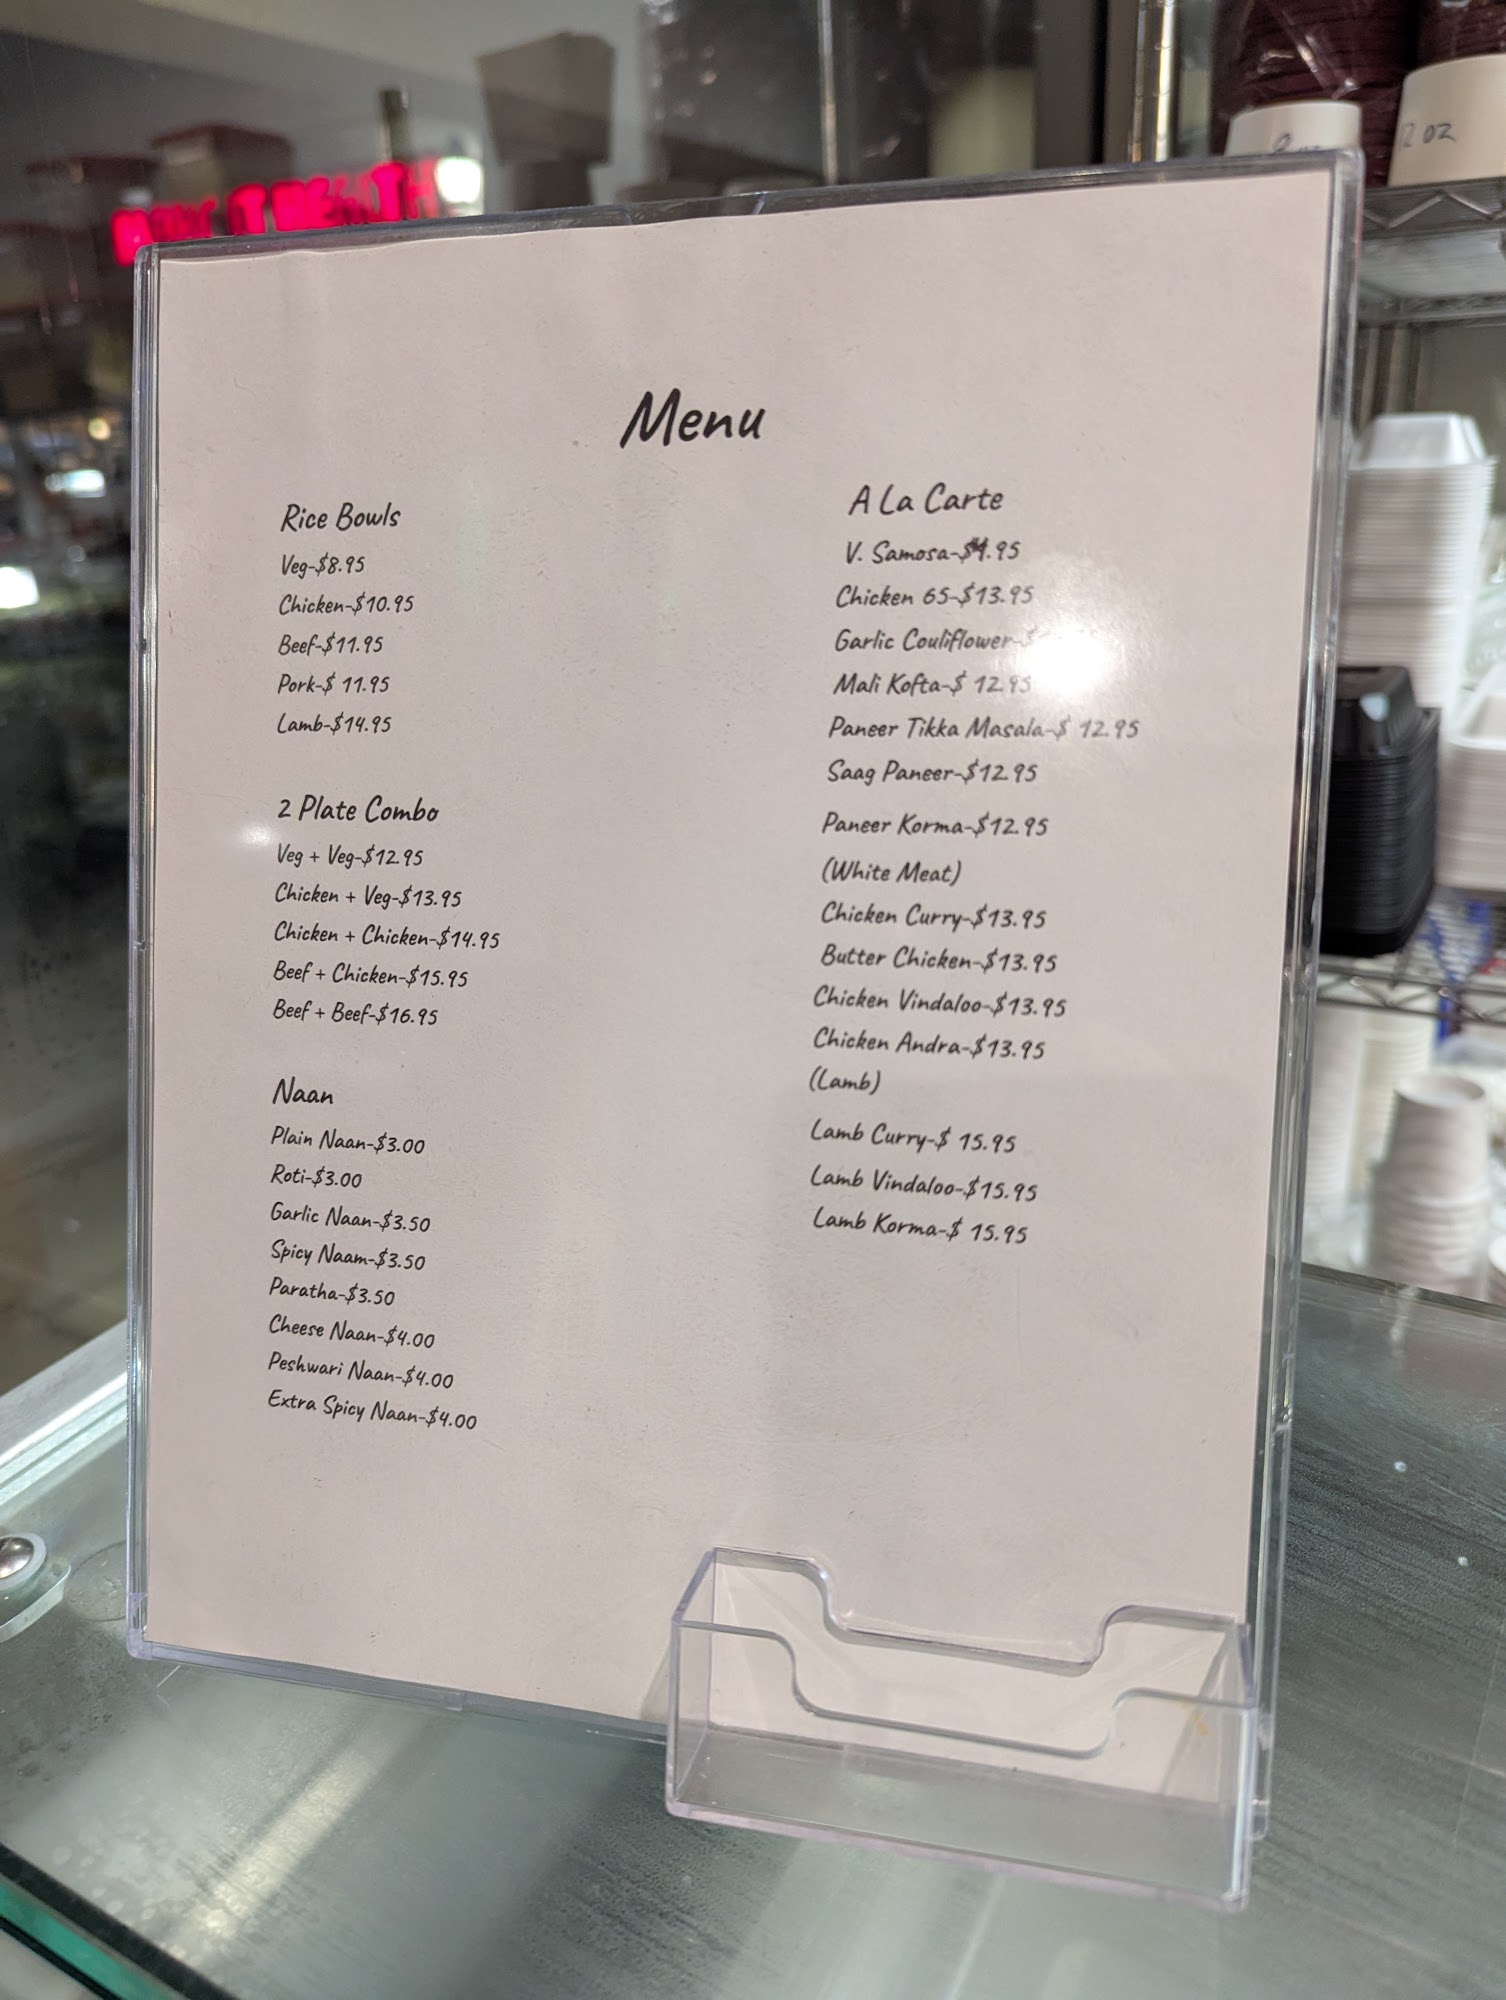 Menu
Rice Bowls
Veg-$8.95
Chicken-$10.95
Beef-$11.95
Pork-$ 11.95
Lamb-$14.95
2 Plate Combo
Veg + Veg-$12.95
Chicken + Veg-$13.95
Chicken + Chicken-$14.95
Beef + Chicken-$15.95
Beef + Beef-$16.95
Naan
Plain Naan-$3.00
Roti-$3.00
Garlic Naan-$3.50
Spicy Naam-$3.50
Paratha-$3.50
Cheese Naan-$4.00
Peshwari Naan-$4.00
Extra Spicy Naan-$4.00
A La Carte
V. Samosa-$4.95
Chicken 65-$13.95
Garlic Couliflower-$
Mali Kofta-$ 12.95
Paneer Tikka Masala-$ 12.95
Saag Paneer-$12.95
Paneer Korma-$12.95
(White Meat)
Chicken Curry-$13.95
Butter Chicken-$13.95
Chicken Vindaloo-$13.95
Chicken Andra-$13.95
(Lamb)
Lamb Curry-$ 15.95
Lamb Vindaloo-$15.95
Lamb Korma-$ 15.95